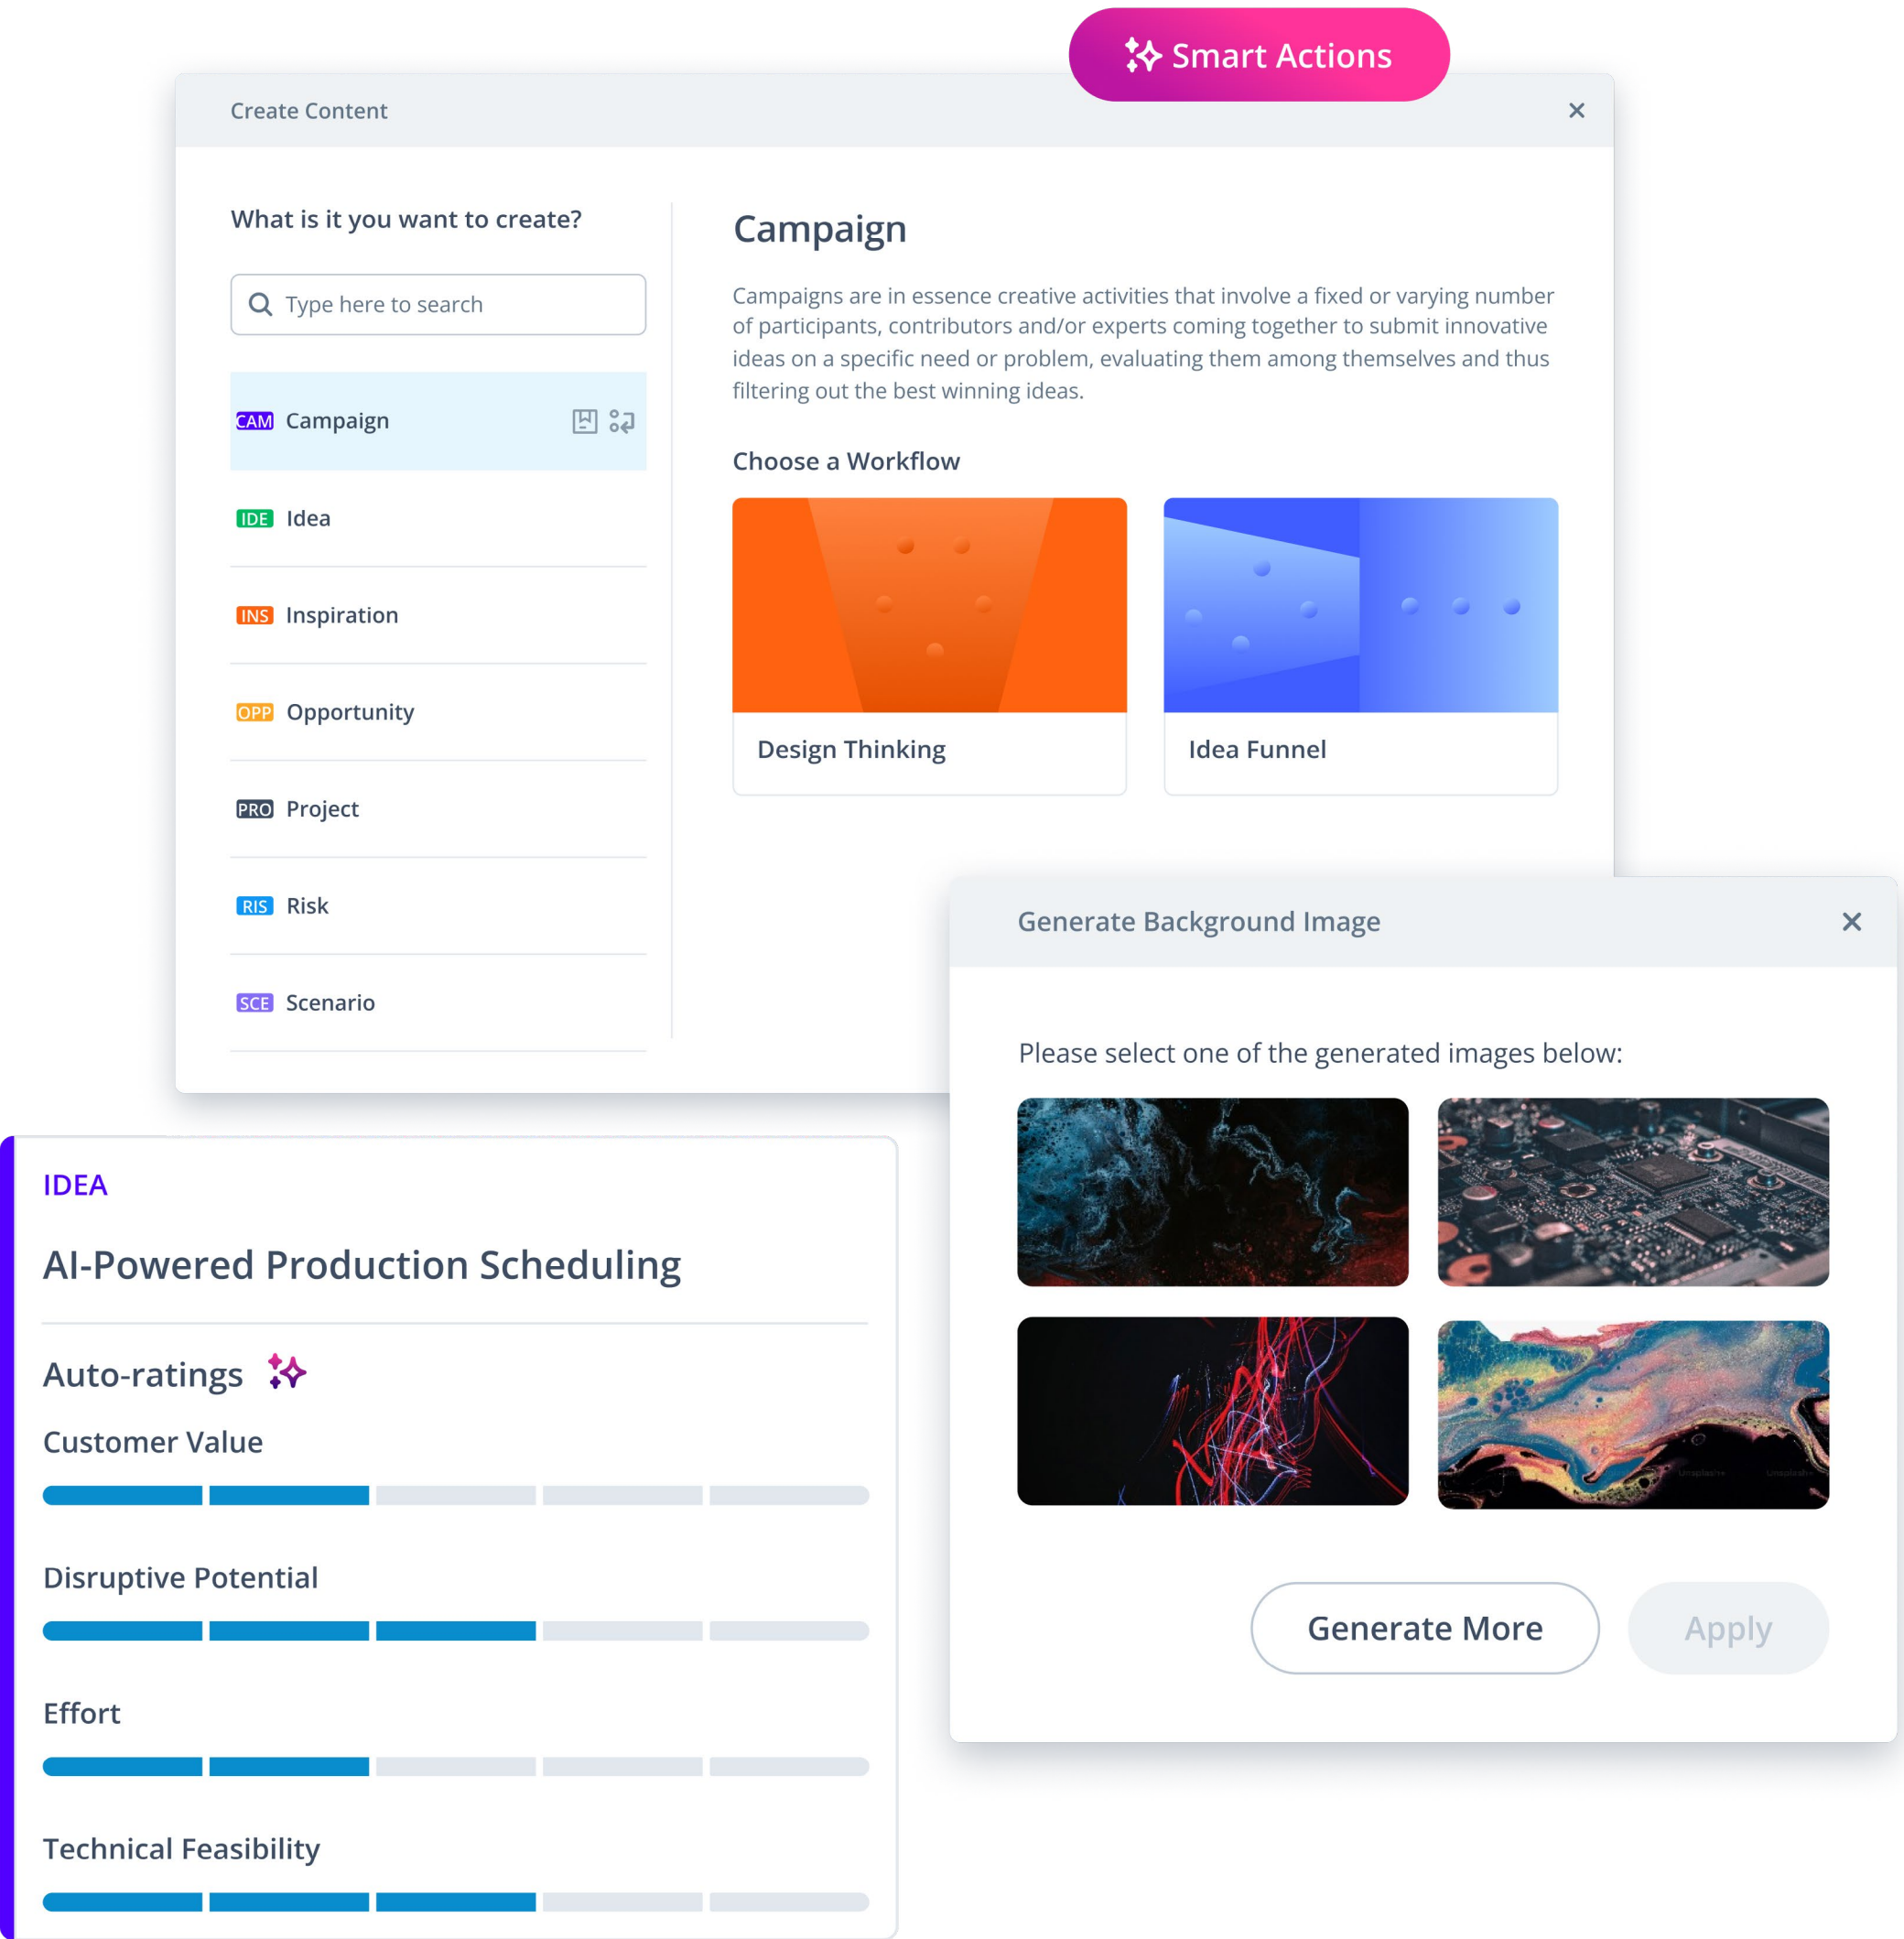 Smart Actions
Create Content
What is it you want to create?
Type here to search
CAM Campaign
IDE Idea
INS Inspiration
OPP Opportunity
PRO Project
RIS Risk
SCE Scenario
Campaign
Campaigns are in essence creative activities that involve a fixed or varying number
of participants, contributors and/or experts coming together to submit innovative
ideas on a specific need or problem, evaluating them among themselves and thus
filtering out the best winning ideas.
Choose a Workflow
Design Thinking
Idea Funnel
Generate Background Image
Please select one of the generated images below:
Unsplash+
Unsplash+
Generate More
Apply
IDEA
AI-Powered Production Scheduling
Auto-ratings
Customer Value
Disruptive Potential
Effort
Technical Feasibility